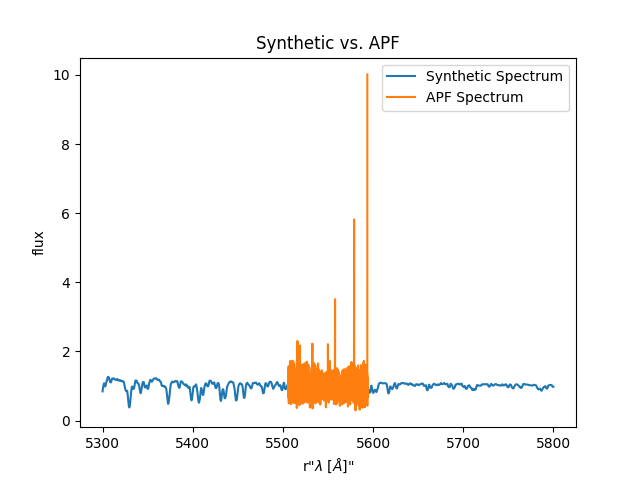 Synthetic vs. APF
Synthetic Spectrum
APF Spectrum
10
8
6
4
2
0
flux
5300 5400 5500 5600 5700 5800
r"λ [Å]"